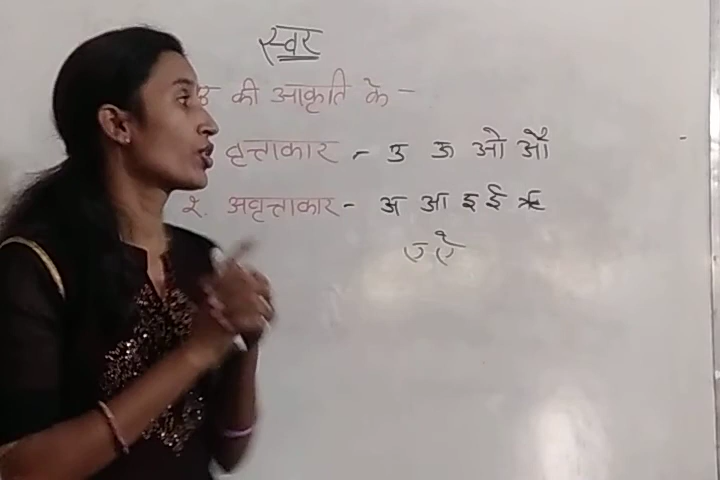 स्वर
की आकृति के -
वृत्ताकार - उ ऊ ओ औ
२. अवृत्ताकार - अ आ इ ई ऋ
ए ऐ